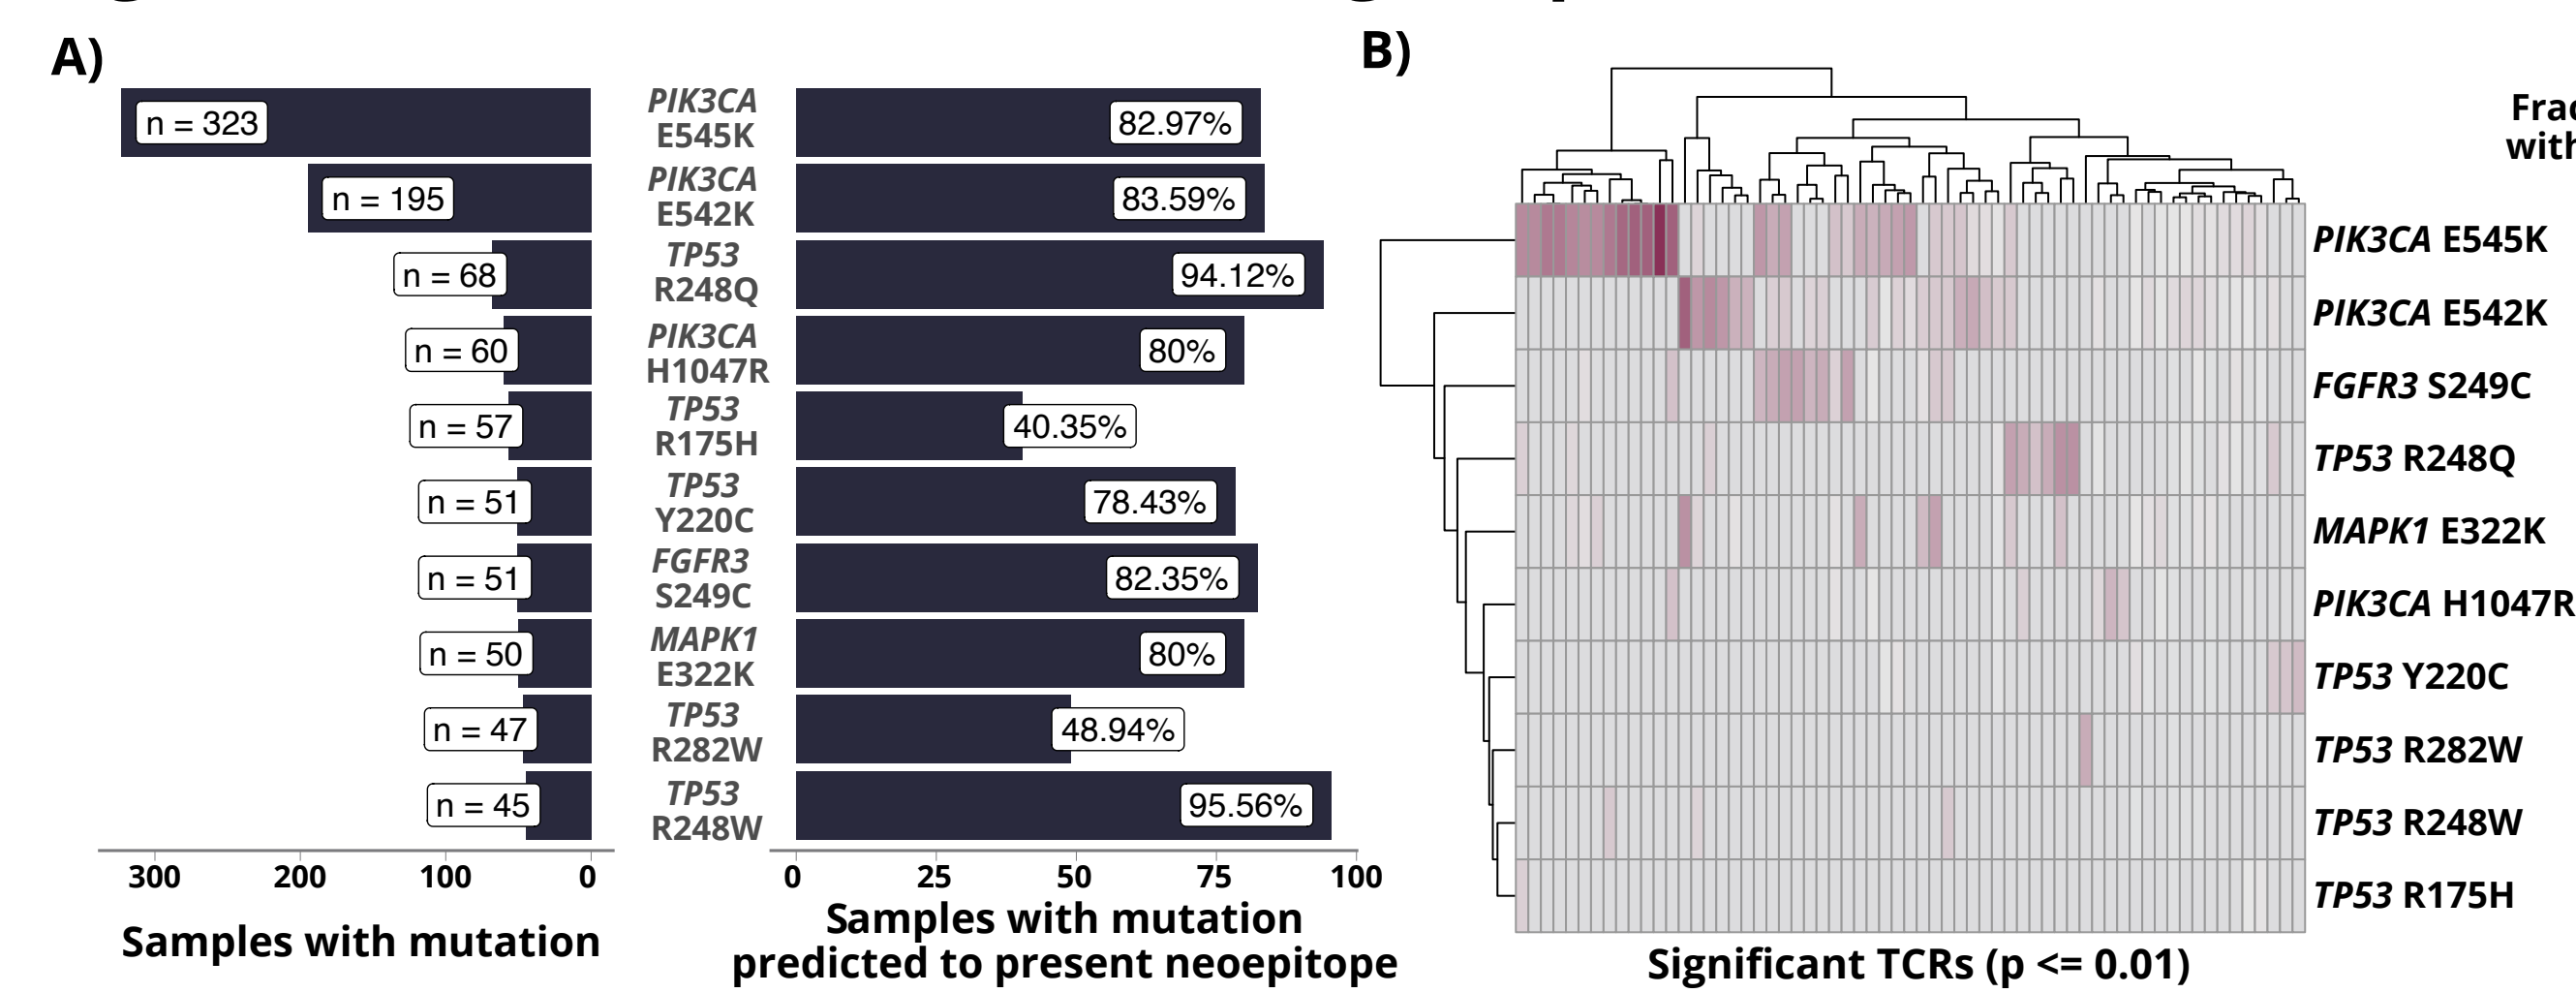 A)
n = 323
PIK3CA
E545K
82.97%
n = 195
PIK3CA
E542K
83.59%
n = 68
TP53
R248Q
94.12%
n = 60
PIK3CA
H1047R
80%
n = 57
TP53
R175H
40.35%
n = 51
TP53
Y220C
78.43%
n = 51
FGFR3
S249C
82.35%
n = 50
MAPK1
E322K
80%
n = 47
TP53
R282W
48.94%
n = 45
TP53
R248W
95.56%
300 200 100 0
0 25 50 75 100
Samples with mutation
Samples with mutation
predicted to present neoepitope
B)
PIK3CA E545K
PIK3CA E542K
FGFR3 S249C
TP53 R248Q
MAPK1 E322K
PIK3CA H1047R
TP53 Y220C
TP53 R282W
TP53 R248W
TP53 R175H
Significant TCRs (p <= 0.01)
with